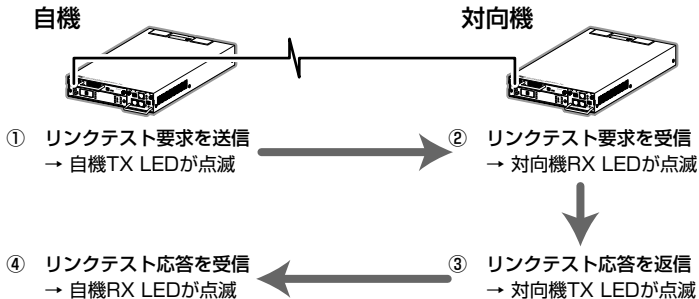 自機
対向機
① リンクテスト要求を送信
→ 自機TX LEDが点滅
② リンクテスト要求を受信
→ 対向機RX LEDが点滅
④ リンクテスト応答を受信
→ 自機RX LEDが点滅
③ リンクテスト応答を返信
→ 対向機TX LEDが点滅